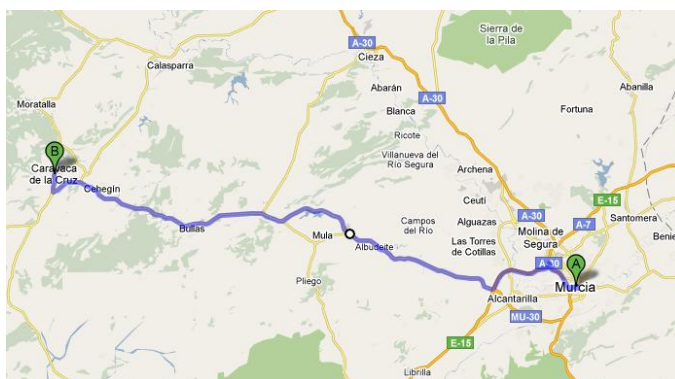 Sierra de
la Pila
A-30
A-30
Cieza
Calasparra
Abarán
Abanilla
A-30
Moratalla
Blanca
Fortuna
Ricote
B
Villanueva del
Río Segura
Caravaca
de la Cruz
Archena
Cehegín
Ceutí
E-15
Campos
del Río
Alguazas
A-30
A-7
Santomera
Bullas
Mula
Molina de
Segura
Albudeite
Las Torres
de Cotillas
Benie
A-30
A
Pliego
Murcia
Alcantarilla
MU-30
E-15
Librilla